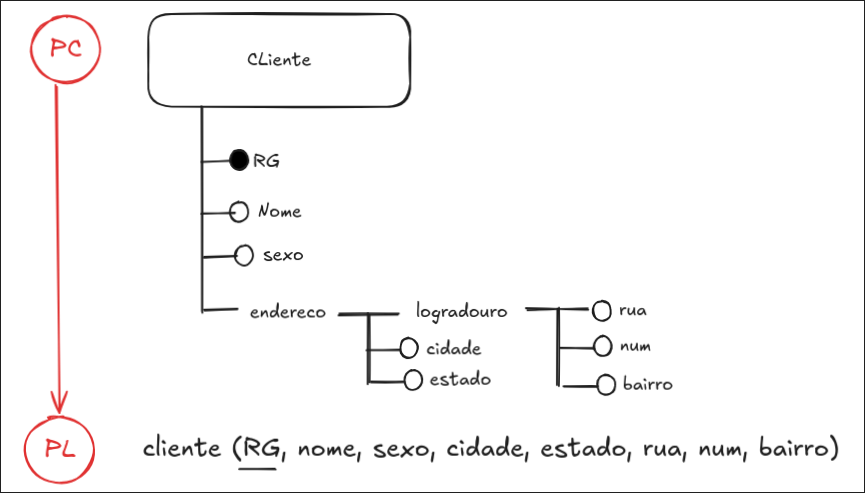 PC
CLiente
RG
Nome
sexo
endereco logradouro rua
cidade num
estado bairro
PL
cliente (RG, nome, sexo, cidade, estado, rua, num, bairro)